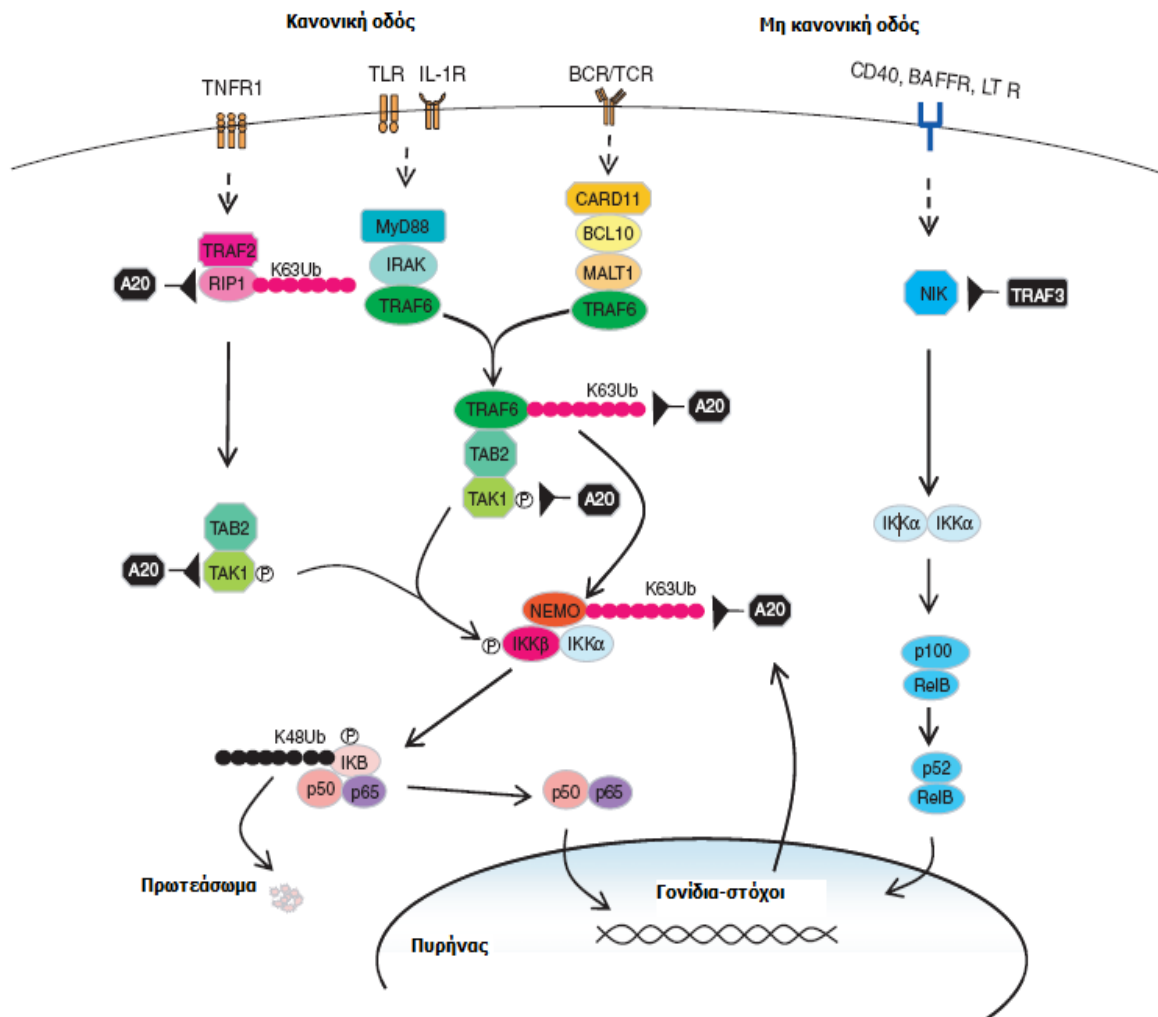 Κανονική οδός
Μη κανονική οδός
TNFR1
TLR
IL-1R
BCR/TCR
CD40, BAFFR, LT R
TRAF2
RIP1
K63Ub
A20
MyD88
IRAK
TRAF6
CARD11
BCL10
MALT1
TRAF6
NIK
TRAF3
TRAF6
K63Ub
A20
TAB2
TAK1
P
A20
TAB2
A20
TAK1
P
IKKα
IKKα
NEMO
K63Ub
A20
P
IKKβ
IKKα
p100
RelB
K48Ub
P
IKB
p50
p65
p50
p65
p52
RelB
Πρωτεάσωμα
Γονίδια-στόχοι
Πυρήνας